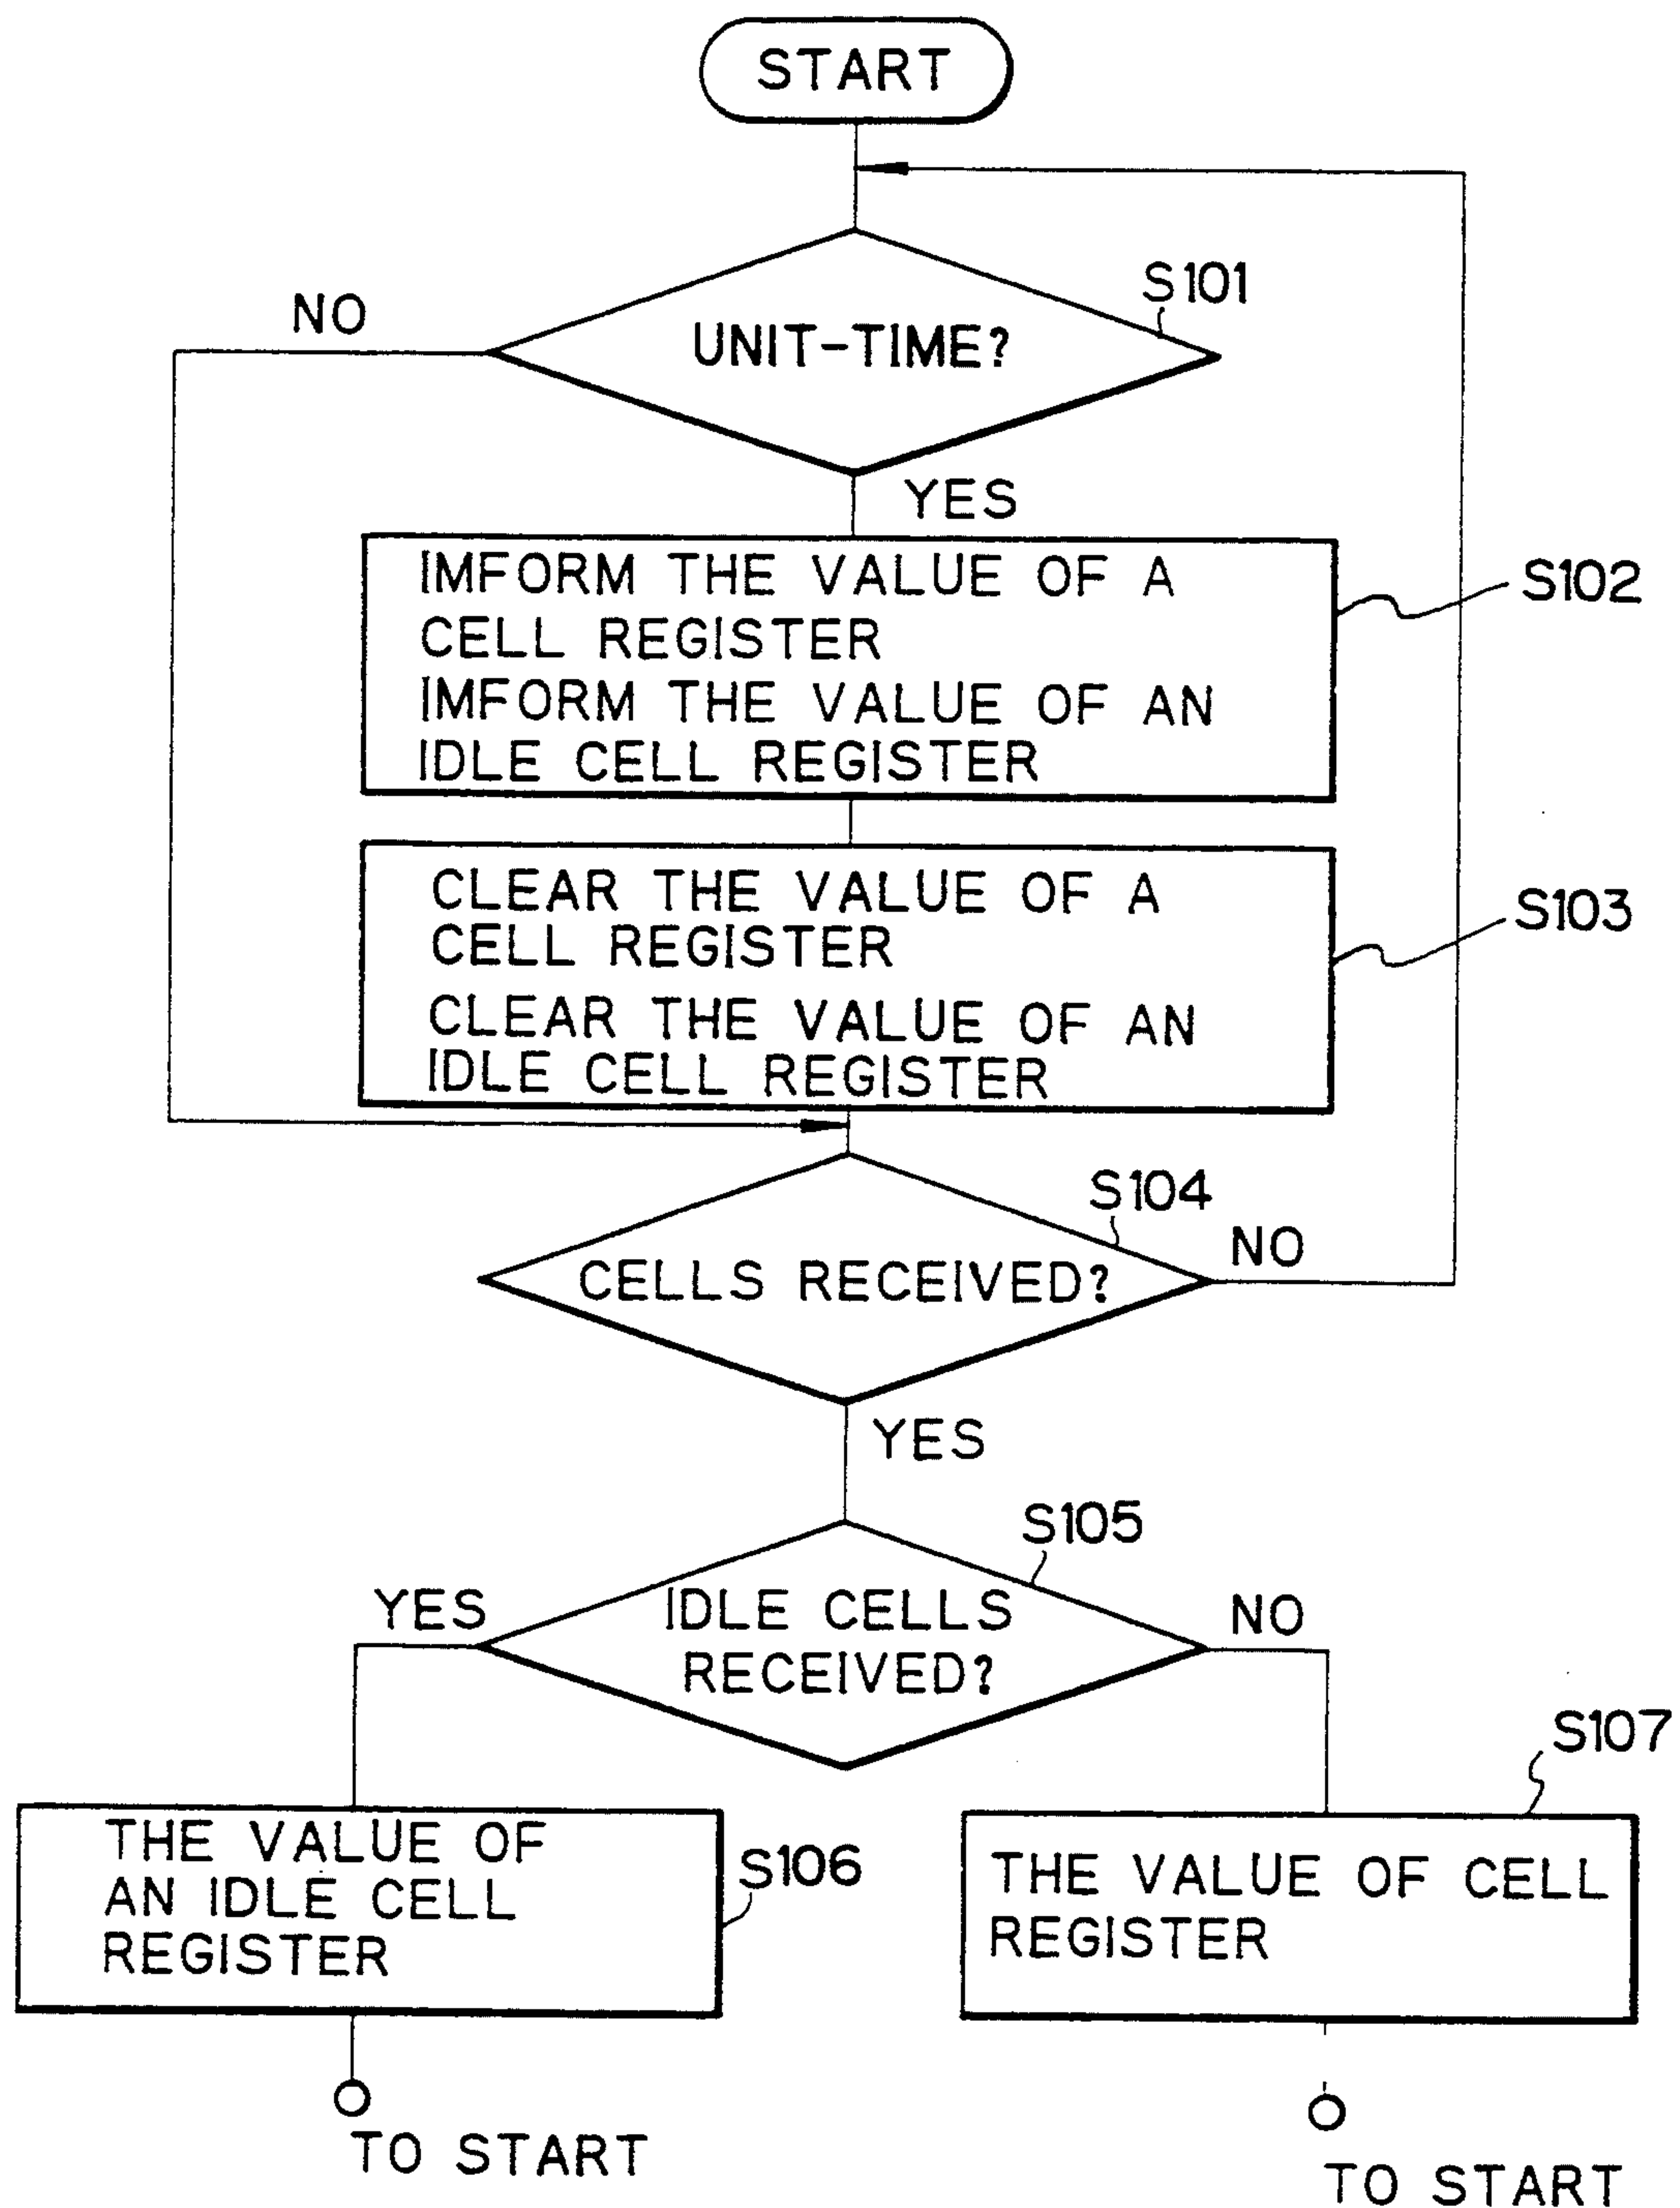 START
S101
NO
UNIT-TIME?
YES
IMFORM THE VALUE OF A
CELL REGISTER
IMFORM THE VALUE OF AN
IDLE CELL REGISTER
S102
CLEAR THE VALUE OF A
CELL REGISTER
CLEAR THE VALUE OF AN
IDLE CELL REGISTER
S103
S104
NO
CELLS RECEIVED?
YES
S105
YES
IDLE CELLS
RECEIVED?
NO
S107
THE VALUE OF
AN IDLE CELL
REGISTER
S106
THE VALUE OF CELL
REGISTER
TO START
TO START